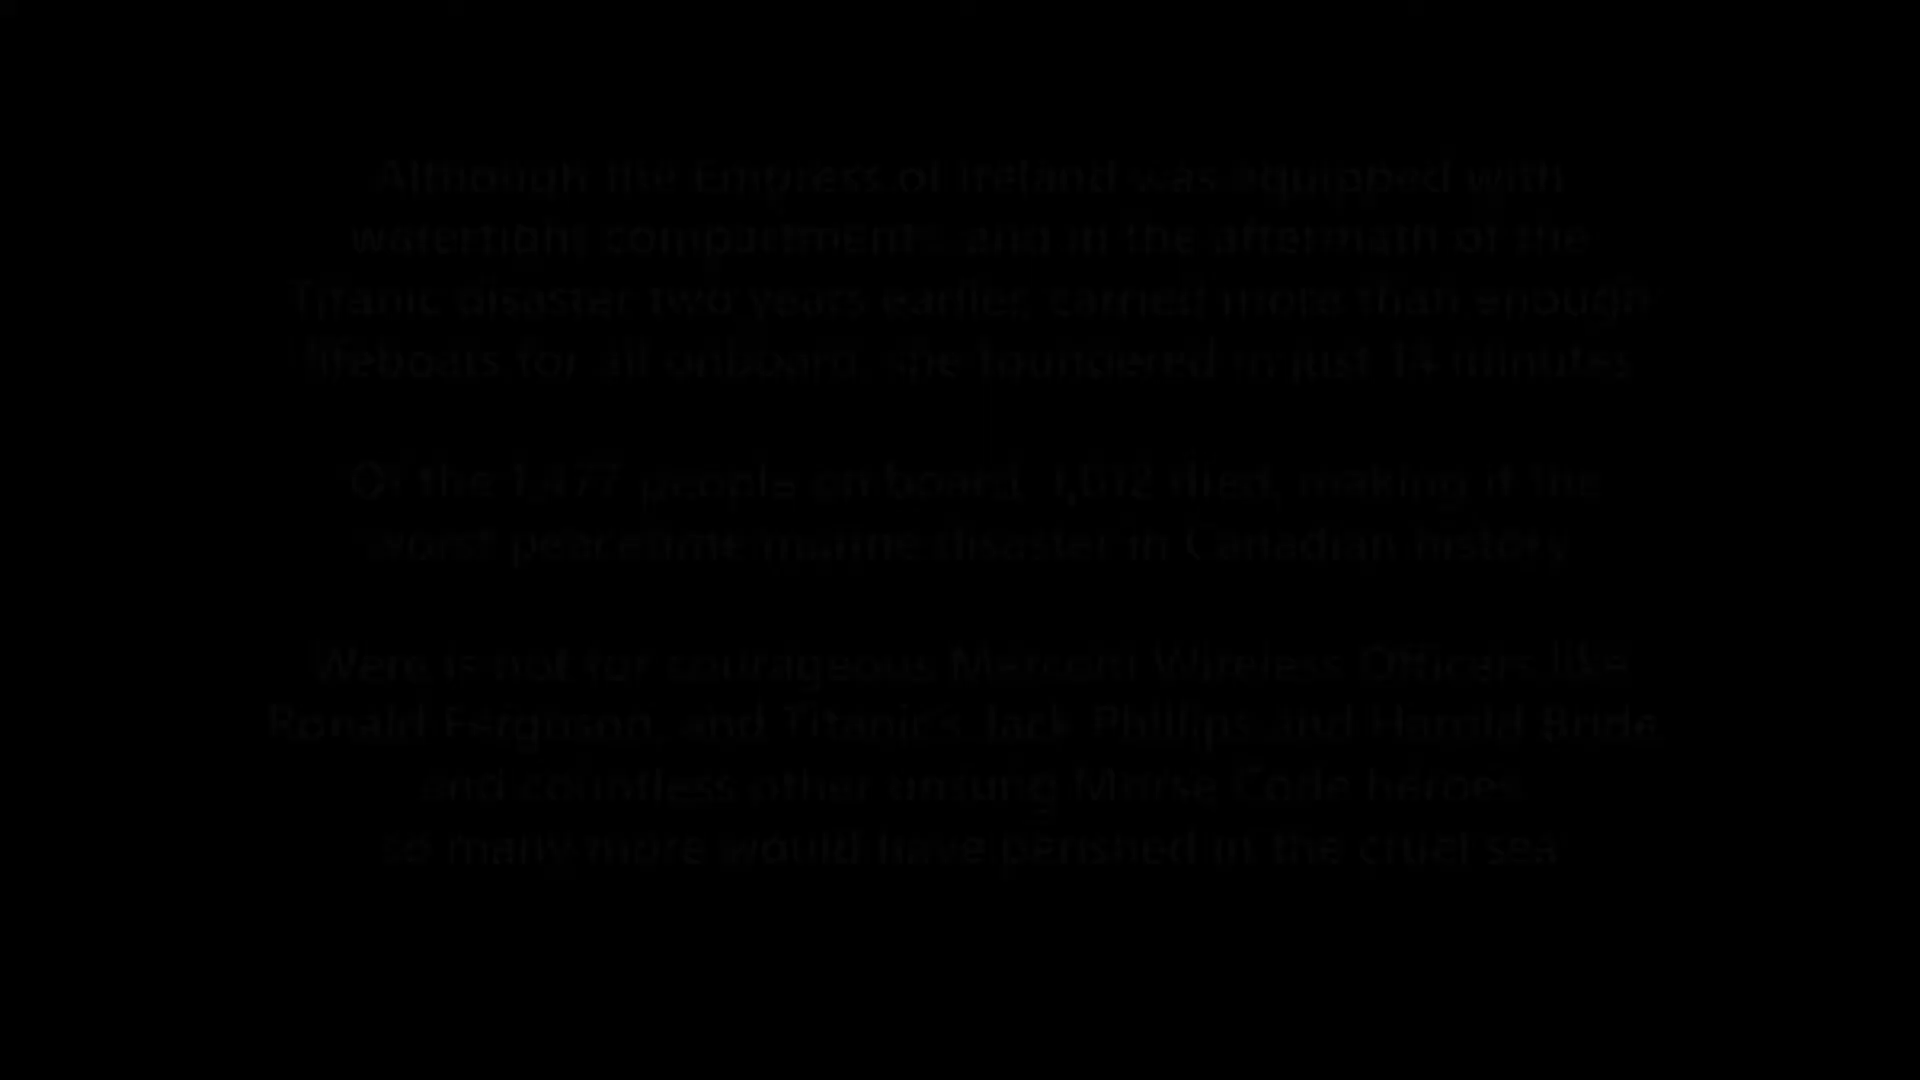 Although the Empress of Ireland was equipped with
watertight compartments and in the aftermath of the
Titanic disaster two years earlier, carried more than enough
lifeboats for all onboard, she foundered in just 14 minutes
Of the 1,477 people on board, 1,012 died, making it the
worst peacetime marine disaster in Canadian history
Were is not for courageous Marconi Wireless Officers like
Ronald Ferguson, and Titanic's Jack Phillips and Harold Bride
and countless other unsung Morse Code heroes
so many more would have perished in the cruel sea